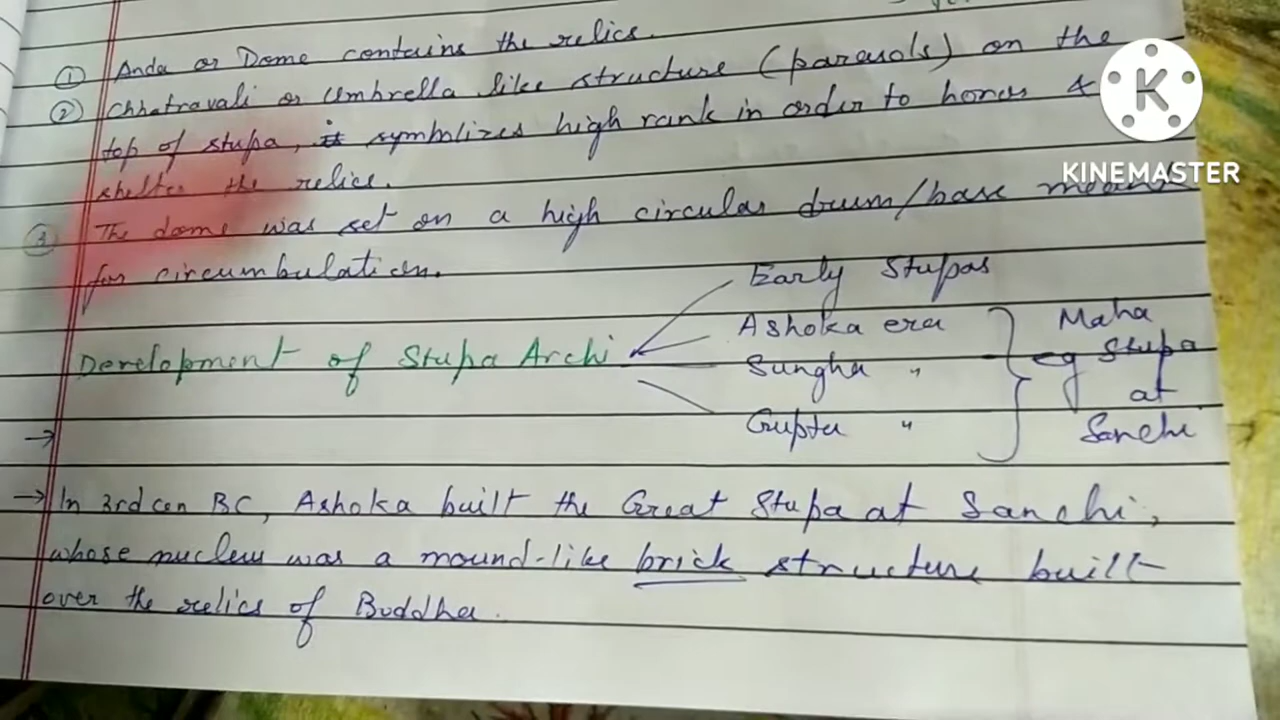 ① Anda or Dome contains the relics.
② Chhatravali or Umbrella like structure (parasols) on the
top of stupa, it symbolizes high rank in order to honor &
shelter the relics.
③ The dome was set on a high circular drum/base meant
for circumbulation.
Early Stupas
Ashoka era
Development of Stupa Archi
Sungha "
Gupta "
Maha
eg Stupa
at
Sanchi
→
→ In 3rd cen BC, Ashoka built the Great Stupa at Sanchi,
whose nucleus was a mound-like brick structure built
over the relics of Buddha.
K
KINEMASTER